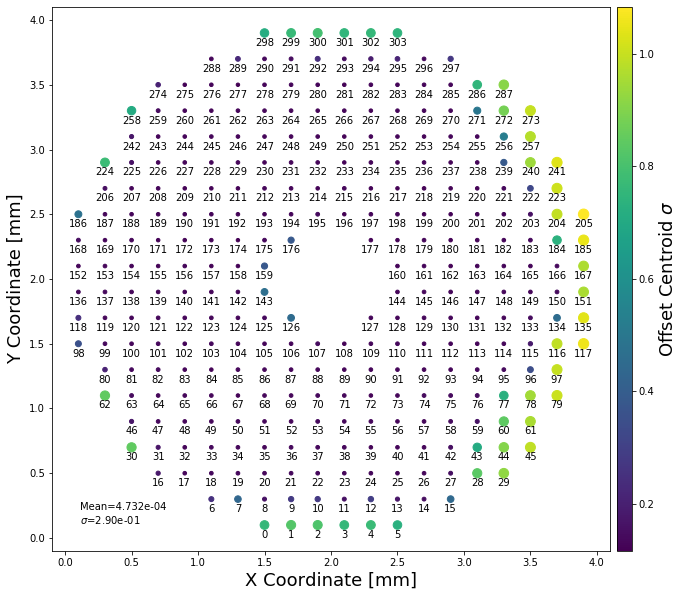 4.0
298 299 300 301 302 303
288 289 290 291 292 293 294 295 296 297
3.5
274 275 276 277 278 279 280 281 282 283 284 285 286 287
258 259 260 261 262 263 264 265 266 267 268 269 270 271 272 273
242 243 244 245 246 247 248 249 250 251 252 253 254 255 256 257
3.0
224 225 226 227 228 229 230 231 232 233 234 235 236 237 238 239 240 241
206 207 208 209 210 211 212 213 214 215 216 217 218 219 220 221 222 223
2.5
186 187 188 189 190 191 192 193 194 195 196 197 198 199 200 201 202 203 204 205
168 169 170 171 172 173 174 175 176 177 178 179 180 181 182 183 184 185
2.0
152 153 154 155 156 157 158 159 160 161 162 163 164 165 166 167
136 137 138 139 140 141 142 143 144 145 146 147 148 149 150 151
118 119 120 121 122 123 124 125 126 127 128 129 130 131 132 133 134 135
1.5
98 99 100 101 102 103 104 105 106 107 108 109 110 111 112 113 114 115 116 117
80 81 82 83 84 85 86 87 88 89 90 91 92 93 94 95 96 97
62 63 64 65 66 67 68 69 70 71 72 73 74 75 76 77 78 79
1.0
46 47 48 49 50 51 52 53 54 55 56 57 58 59 60 61
30 31 32 33 34 35 36 37 38 39 40 41 42 43 44 45
0.5
16 17 18 19 20 21 22 23 24 25 26 27 28 29
6 7 8 9 10 11 12 13 14 15
Mean=4.732e-04
σ=2.90e-01
0 1 2 3 4 5
0.0
0.0 0.5 1.0 1.5 2.0 2.5 3.0 3.5 4.0
X Coordinate [mm]
Y Coordinate [mm]
1.0
0.8
0.6
0.4
0.2
Offset Centroid σ